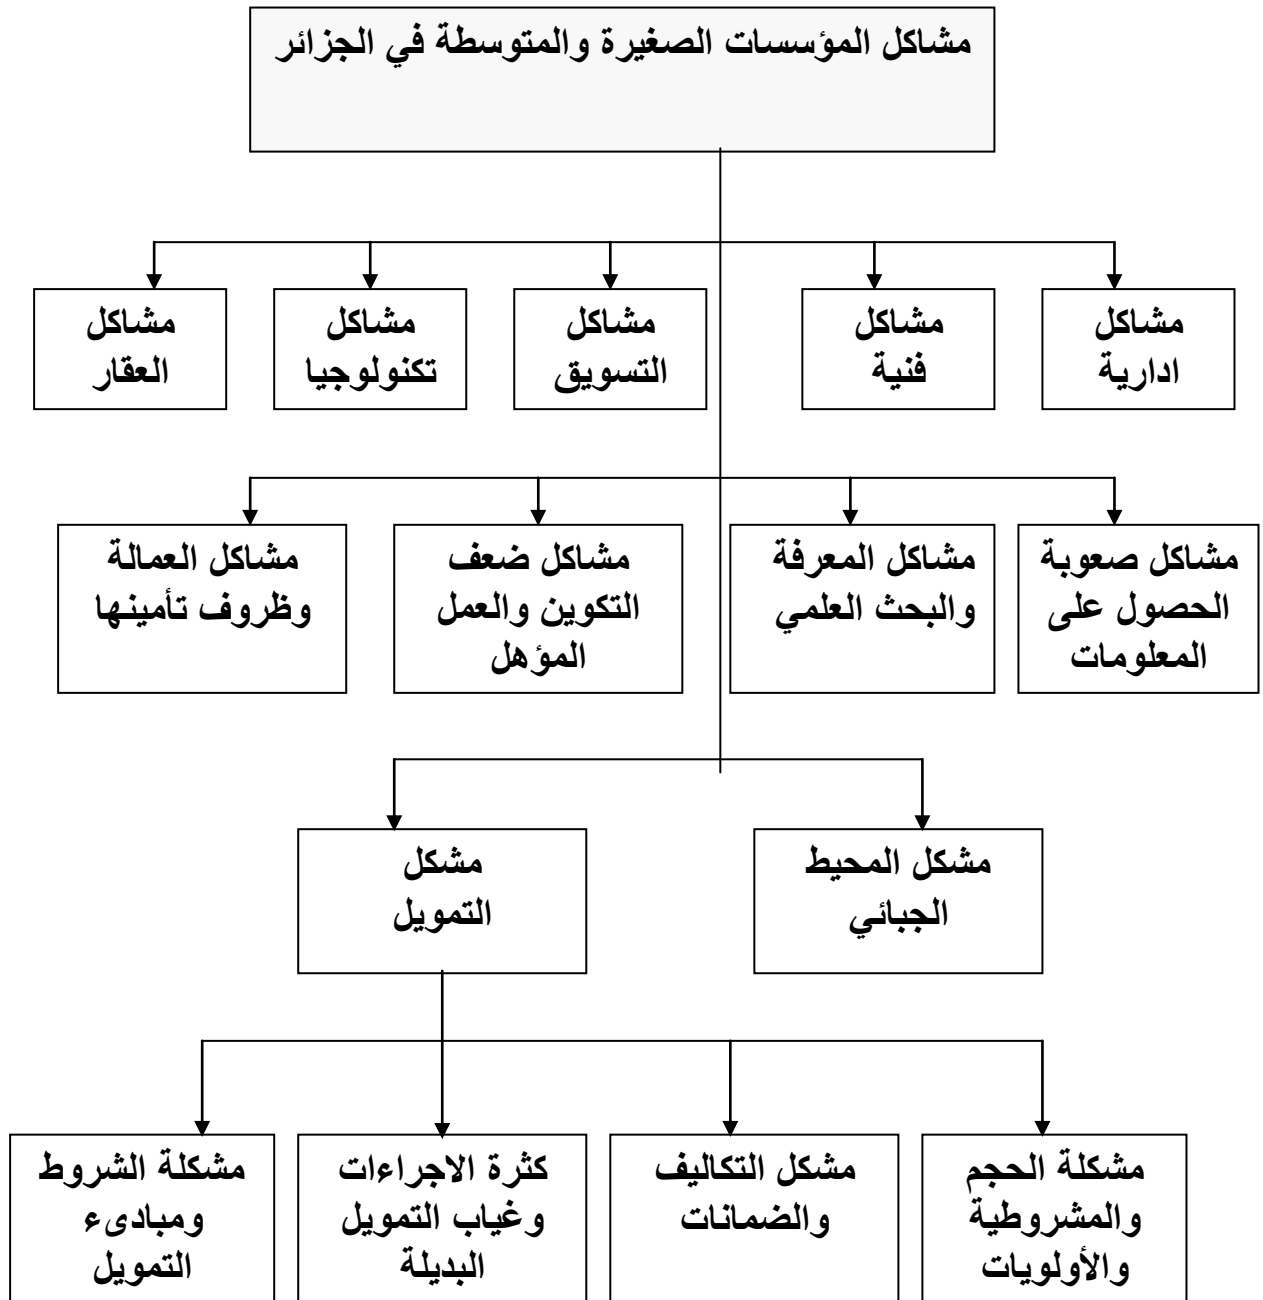 مشاكل المؤسسات الصغيرة والمتوسطة في الجزائر
مشاكل
ادارية
مشاكل
فنية
مشاكل
التسويق
مشاكل
تكنولوجيا
مشاكل
العقار
مشاكل صعوبة
الحصول على
المعلومات
مشاكل المعرفة
والبحث العلمي
مشاكل ضعف
التكوين والعمل
المؤهل
مشاكل العمالة
وظروف تأمينها
مشكل المحيط
الجبائي
مشكل
التمويل
مشكلة الحجم
والمشروطية
والأولويات
مشكل التكاليف
والضمانات
كثرة الاجراءات
وغياب التمويل
البديلة
مشكلة الشروط
ومبادىء
التمويل